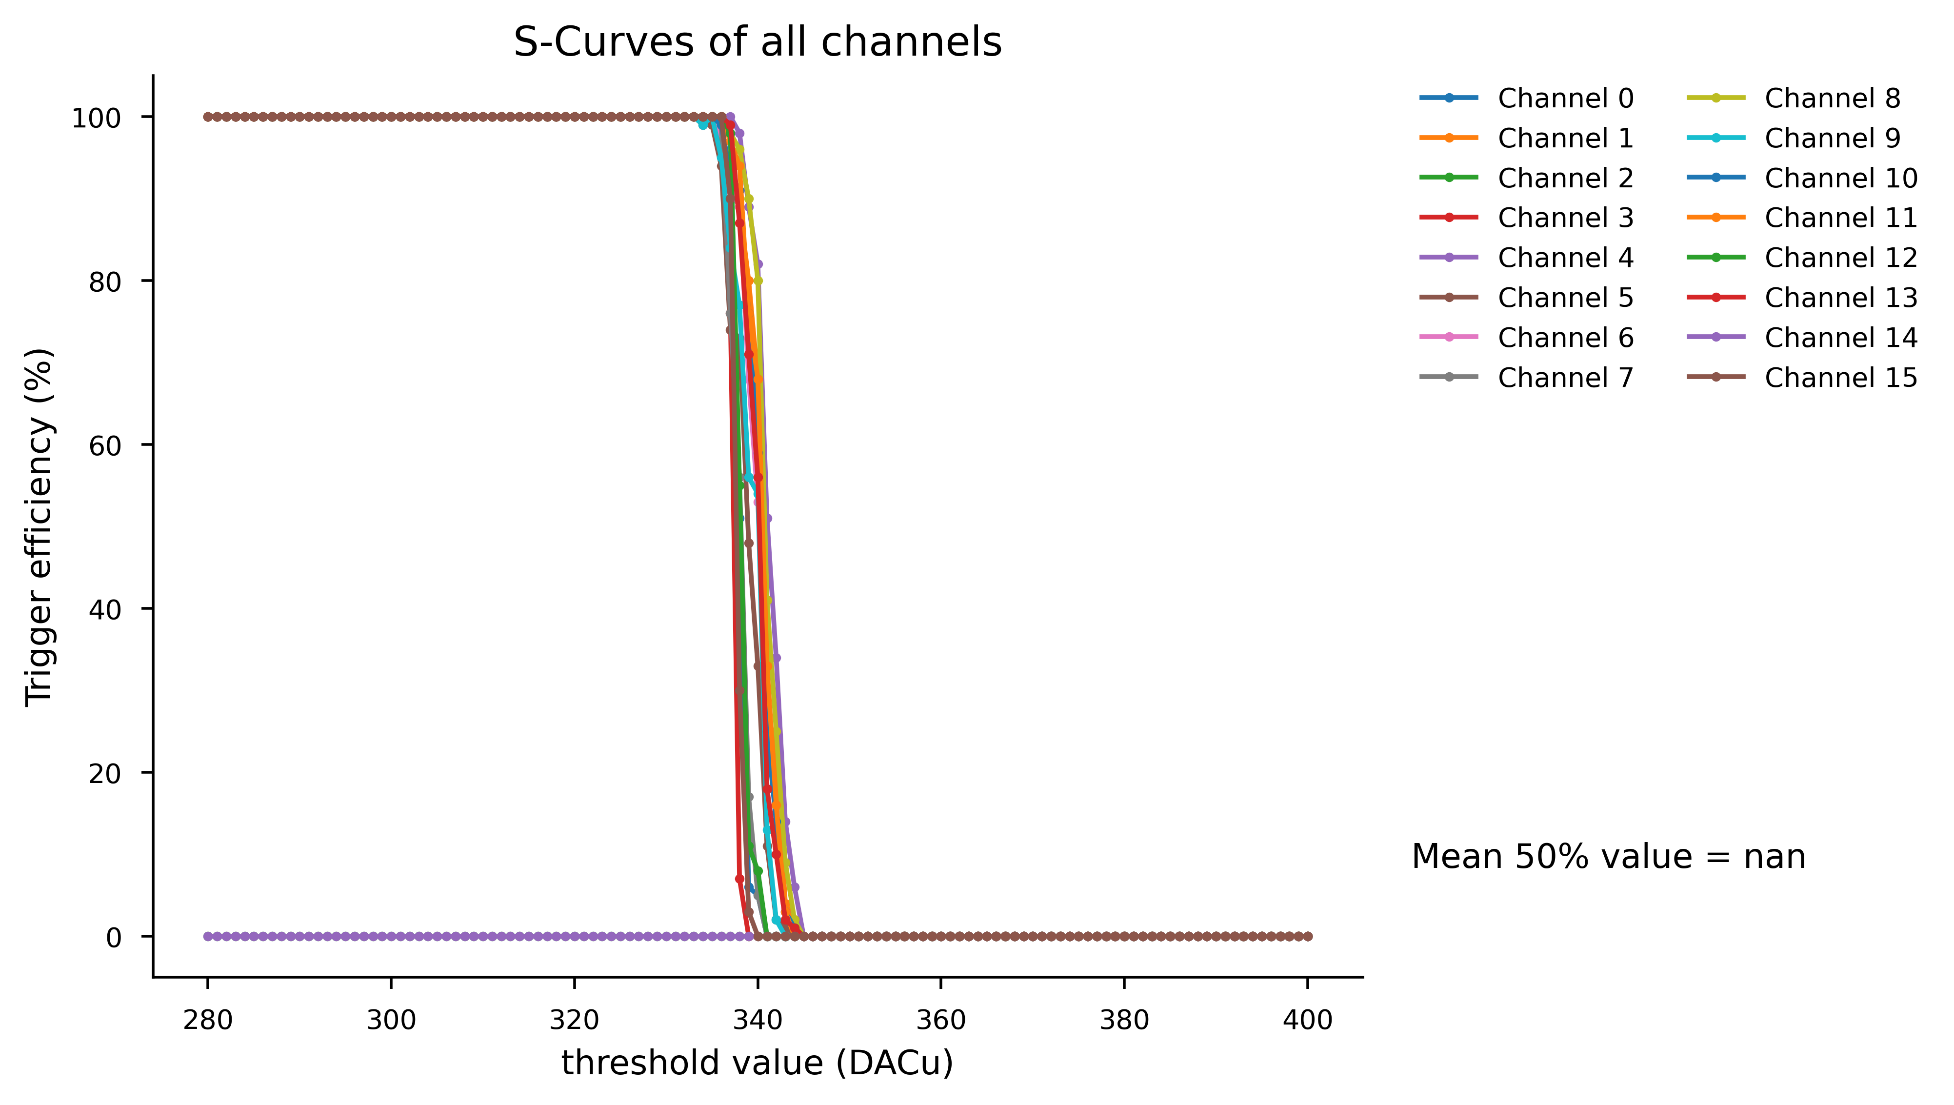 S-Curves of all channels
Trigger efficiency (%)
100
80
60
40
20
0
280 300 320 340 360 380 400
threshold value (DACu)
Channel 0
Channel 1
Channel 2
Channel 3
Channel 4
Channel 5
Channel 6
Channel 7
Channel 8
Channel 9
Channel 10
Channel 11
Channel 12
Channel 13
Channel 14
Channel 15
Mean 50% value = nan